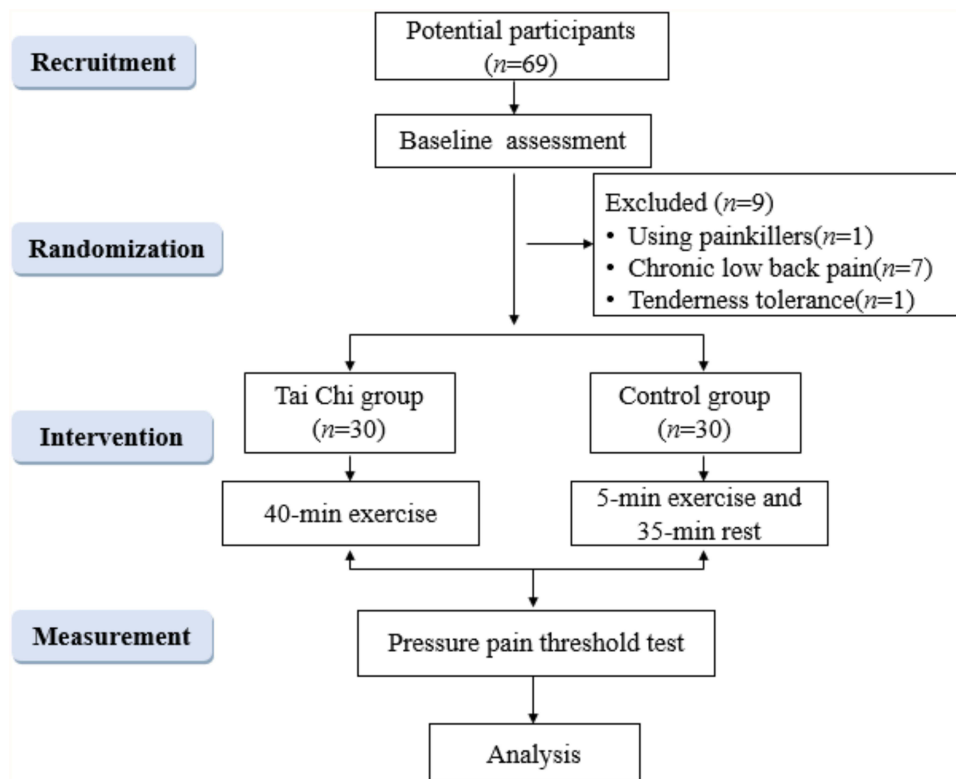 Recruitment
Potential participants
(n=69)
Baseline assessment
Randomization
Excluded (n=9)
• Using painkillers(n=1)
• Chronic low back pain(n=7)
• Tenderness tolerance(n=1)
Intervention
Tai Chi group
(n=30)
Control group
(n=30)
40-min exercise
5-min exercise and
35-min rest
Measurement
Pressure pain threshold test
Analysis